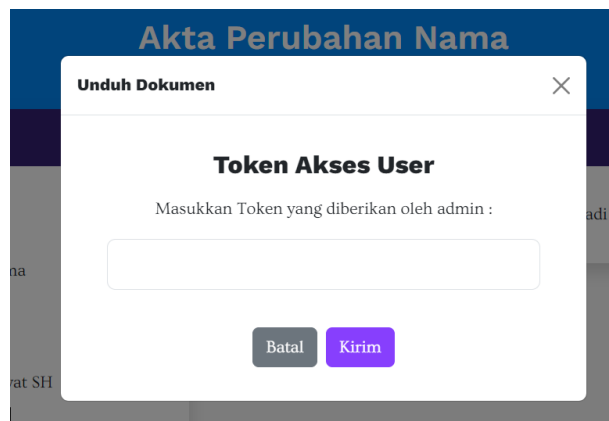 Akta Perubahan Nama
Unduh Dokumen
Token Akses User
Masukkan Token yang diberikan oleh admin :
adi
na
Batal
Kirim
vat SH